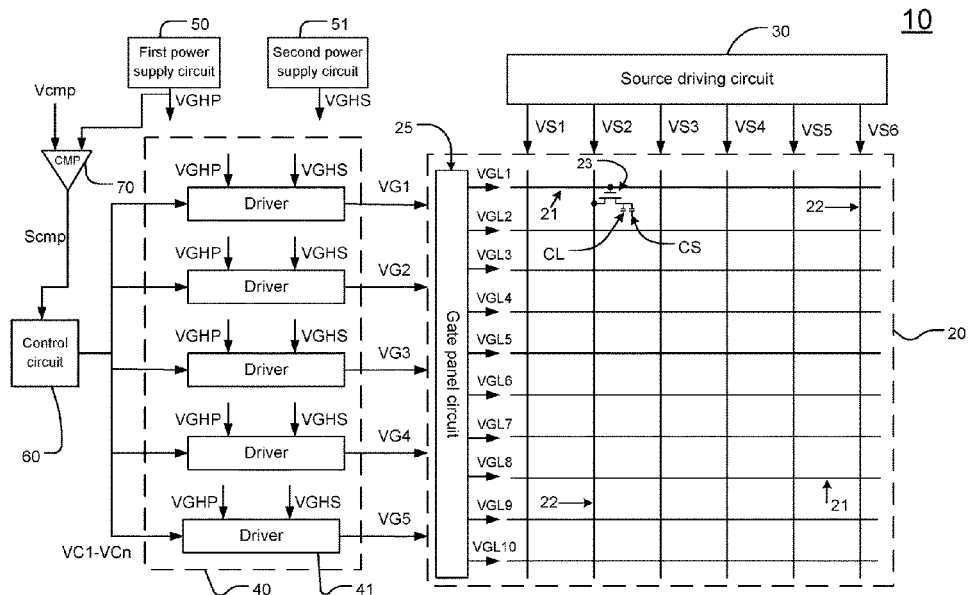 10
50
51
30
First power
supply circuit
Second power
supply circuit
Source driving circuit
Vcmp
VGHP
VGHS
25
VS1
VS2
VS3
VS4
VS5
VS6
CMP
70
VGHP
VGHS
Driver
VG1
VGL1
23
21
22
VGL2
CL
CS
Scmp
VGHP
VGHS
Driver
VG2
VGL3
VGL4
Control
circuit
60
VGHP
VGHS
Driver
VG3
Gate panel circuit
VGL5
20
VGL6
VGHP
VGHS
Driver
VG4
VGL7
VGL8
VGHP
VGHS
Driver
VG5
22
21
VGL9
VC1-VCn
VGL10
40
41